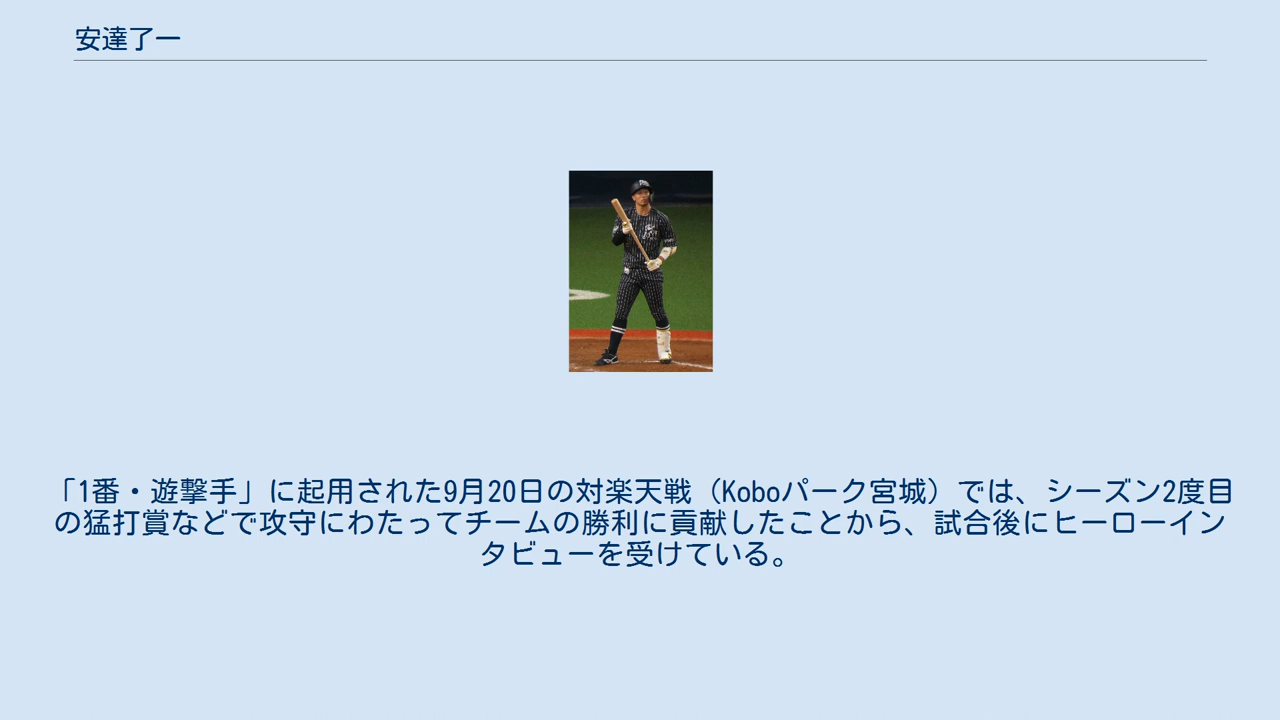 安達了一
「1番・遊撃手」に起用された9月20日の対楽天戦（Koboパーク宮城）では、シーズン2度目
の猛打賞などで攻守にわたってチームの勝利に貢献したことから、試合後にヒーローイン
タビューを受けている。